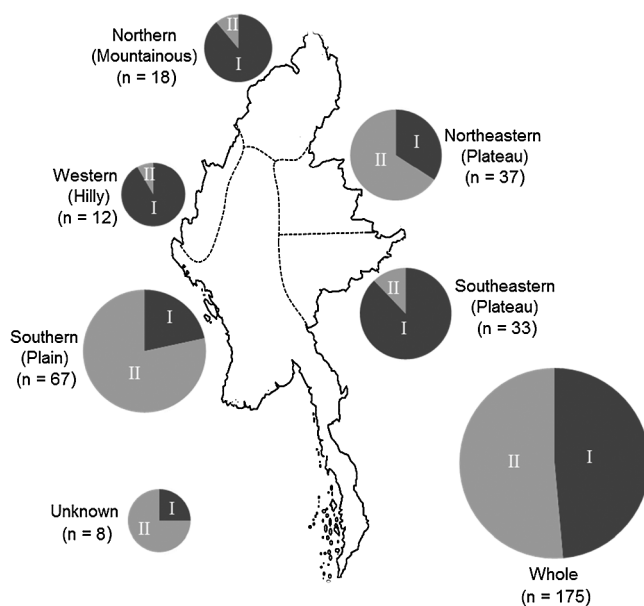 II
I
Northern
(Mountainous)
(n = 18)
I
II
Northeastern
(Plateau)
(n = 37)
Western
(Hilly)
(n = 12)
II
I
II
I
Southeastern
(Plateau)
(n = 33)
Southern
(Plain)
(n = 67)
I
II
II
I
Whole
(n = 175)
Unknown
(n = 8)
I
II